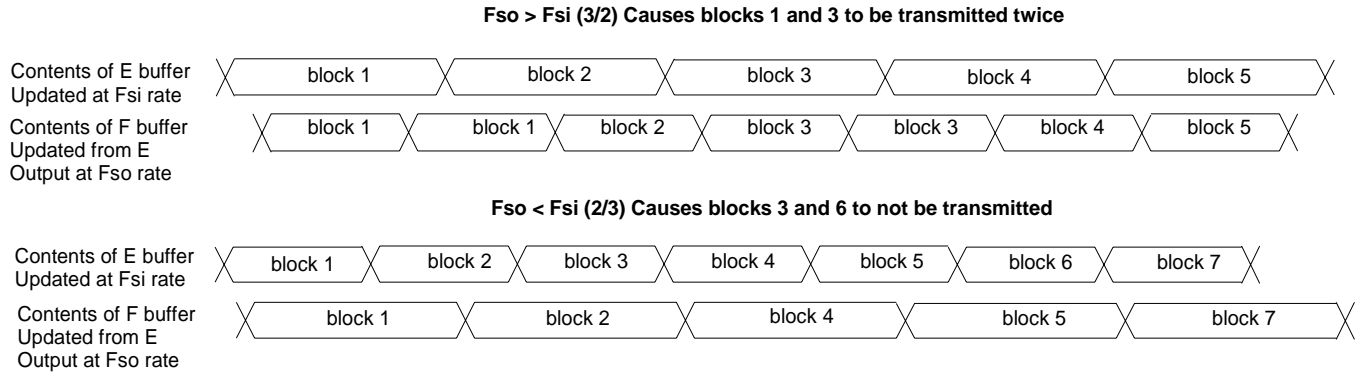 Fso > Fsi (3/2) Causes blocks 1 and 3 to be transmitted twice
Contents of E buffer
Updated at Fsi rate
block 1 block 2 block 3 block 4 block 5
Contents of F buffer
Updated from E
Output at Fso rate
block 1 block 1 block 2 block 3 block 3 block 4 block 5
Fso < Fsi (2/3) Causes blocks 3 and 6 to not be transmitted
Contents of E buffer
Updated at Fsi rate
block 1 block 2 block 3 block 4 block 5 block 6 block 7
Contents of F buffer
Updated from E
Output at Fso rate
block 1 block 2 block 4 block 5 block 7